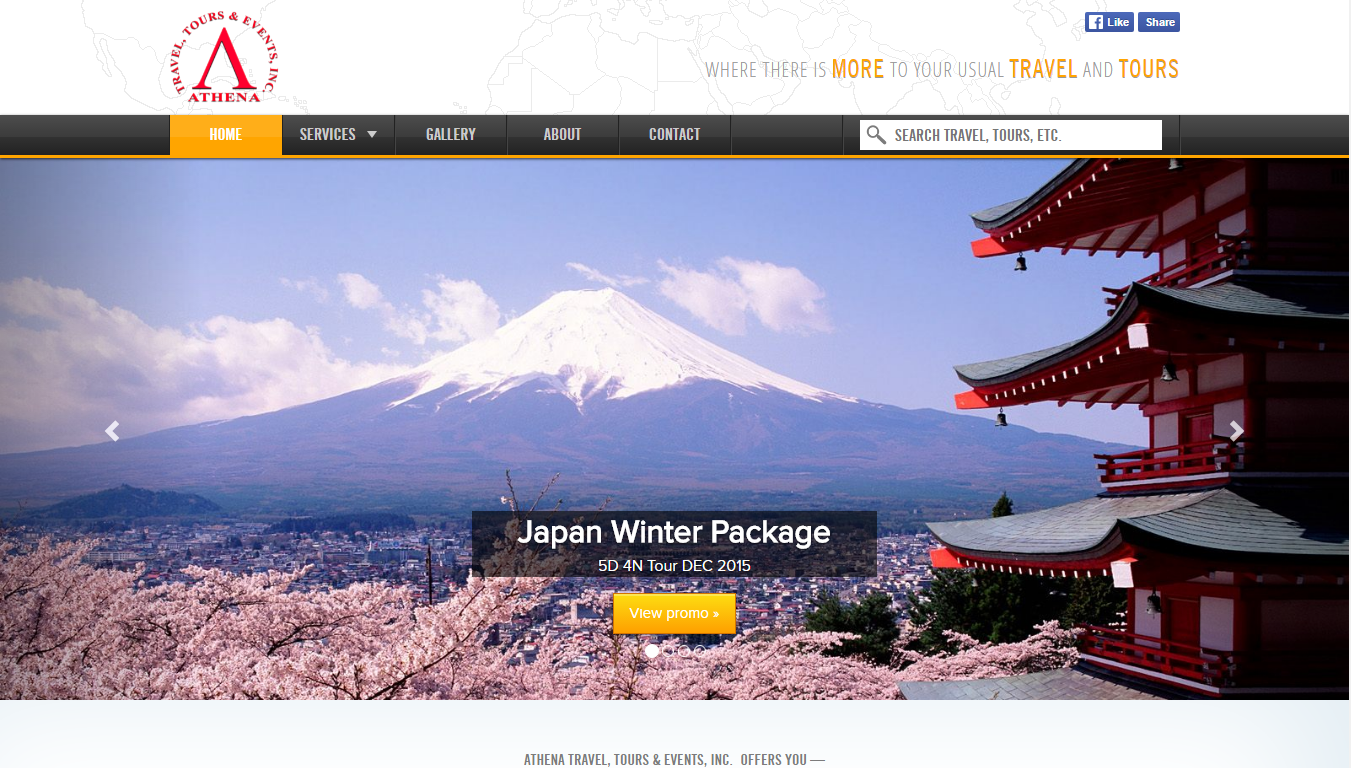 TRAVEL, TOURS & EVENTS, INC.
ATHENA
Like Share
WHERE THERE IS MORE TO YOUR USUAL TRAVEL AND TOURS
HOME SERVICES GALLERY ABOUT CONTACT SEARCH TRAVEL, TOURS, ETC.
Japan Winter Package
5D 4N Tour DEC 2015
View promo »
ATHENA TRAVEL, TOURS & EVENTS, INC. OFFERS YOU —